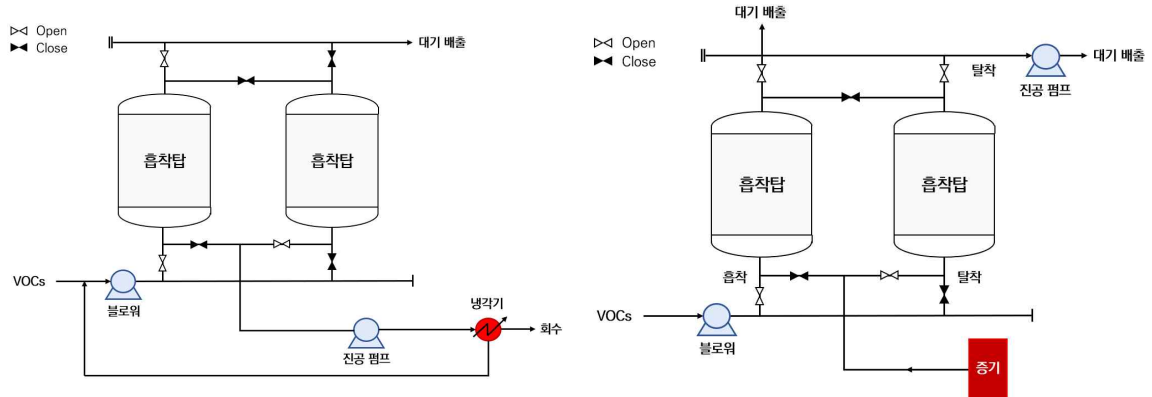 Open
Close
대기 배출
흡착탑
흡착탑
VOCs
블로워
진공 펌프
냉각기
회수
Open
Close
대기 배출
탈착
진공 펌프
대기 배출
흡착탑
흡착탑
흡착
탈착
VOCs
블로워
증기